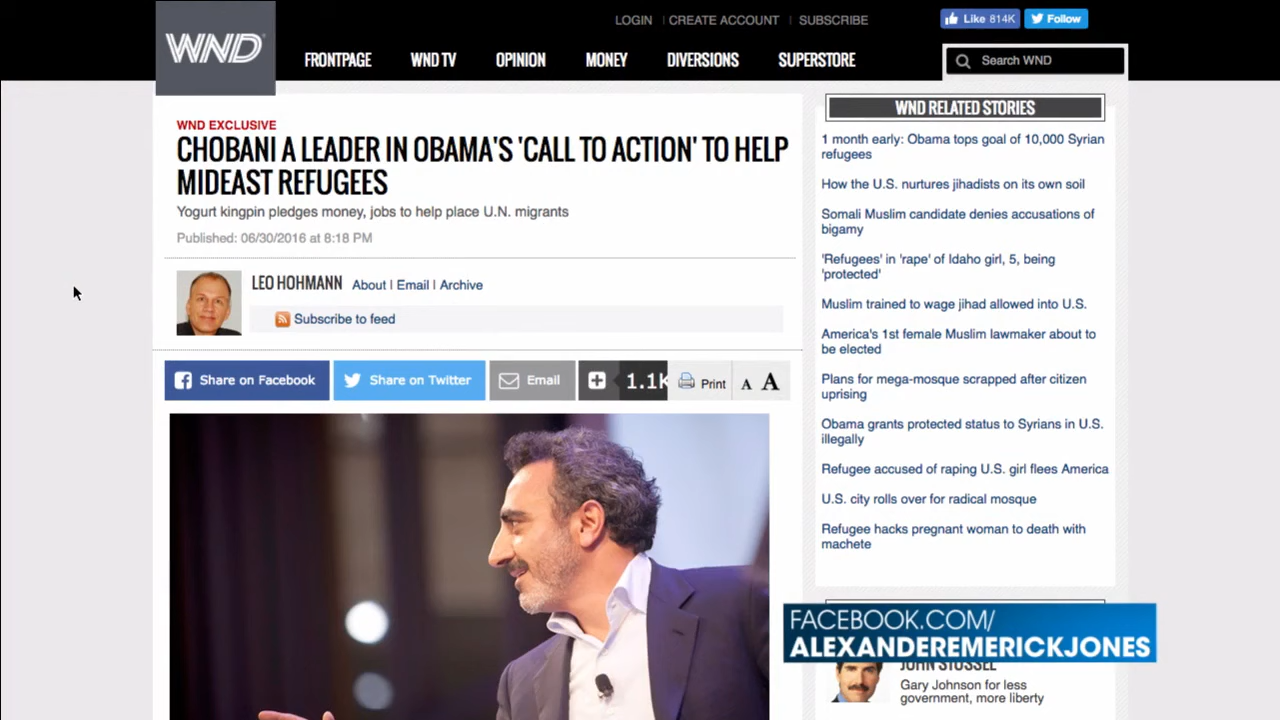 LOGIN | CREATE ACCOUNT | SUBSCRIBE
Like 814K
Follow
WND
FRONTPAGE WND TV OPINION MONEY DIVERSIONS SUPERSTORE
Search WND
WND EXCLUSIVE
CHOBANI A LEADER IN OBAMA'S 'CALL TO ACTION' TO HELP
MIDEAST REFUGEES
Yogurt kingpin pledges money, jobs to help place U.N. migrants
Published: 06/30/2016 at 8:18 PM
LEO HOHMANN About | Email | Archive
Subscribe to feed
Share on Facebook Share on Twitter Email 1.1K Print A A
WND RELATED STORIES
1 month early: Obama tops goal of 10,000 Syrian
refugees
How the U.S. nurtures jihadists on its own soil
Somali Muslim candidate denies accusations of
bigamy
'Refugees' in 'rape' of Idaho girl, 5, being
'protected'
Muslim trained to wage jihad allowed into U.S.
America's 1st female Muslim lawmaker about to
be elected
Plans for mega-mosque scrapped after citizen
uprising
Obama grants protected status to Syrians in U.S.
illegally
Refugee accused of raping U.S. girl flees America
U.S. city rolls over for radical mosque
Refugee hacks pregnant woman to death with
machete
FACEBOOK.COM/
ALEXANDEREMERICKJONES
JOHN STOSSEL
Gary Johnson for less
government, more liberty